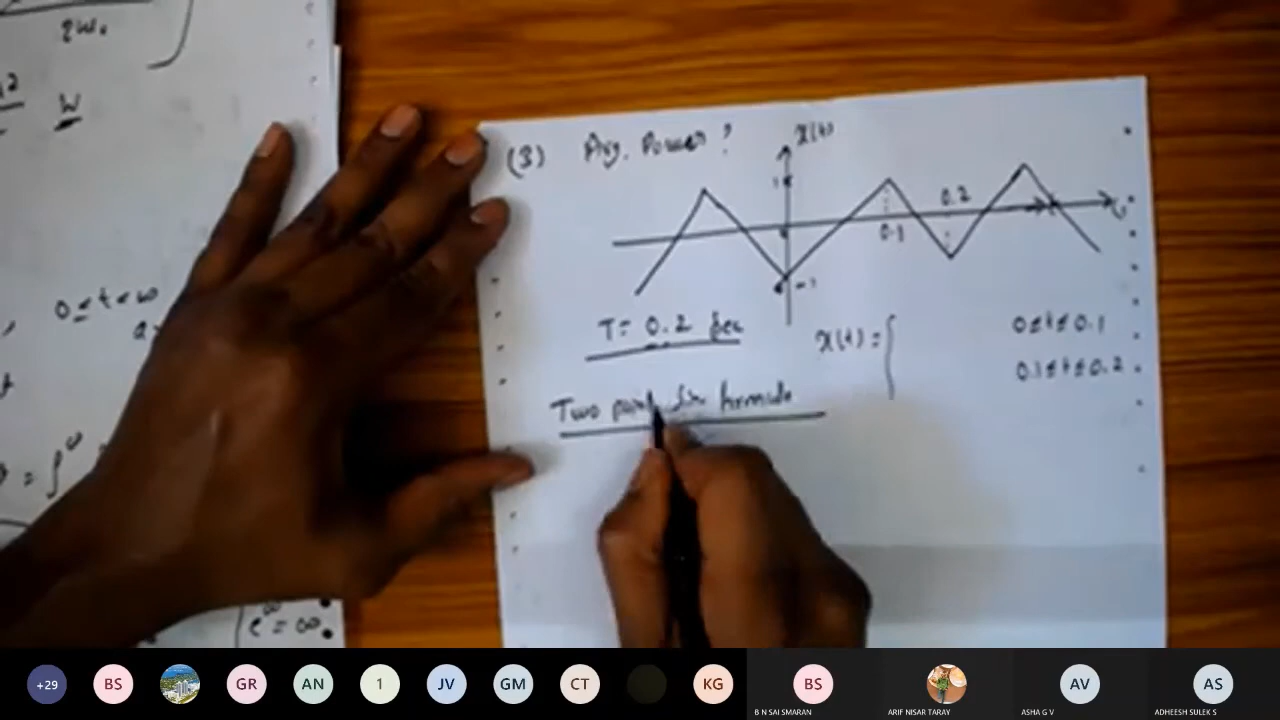 2ω₀
W
0 ≤ t < ∞
e^∞ = ∞
(3) Avg. Power ?
x(t)
1
0.2
0.1
-1
T = 0.2 Sec
x(t) = {
0≤t≤0.1
0.1≤t≤0.2
Two point
+29
BS
GR
AN
1
JV
GM
CT
KG
BS
AV
AS
B N SAI SMARAN
ARIF NISAR TARAY
ASHA G V
ADHEESH SULEK S